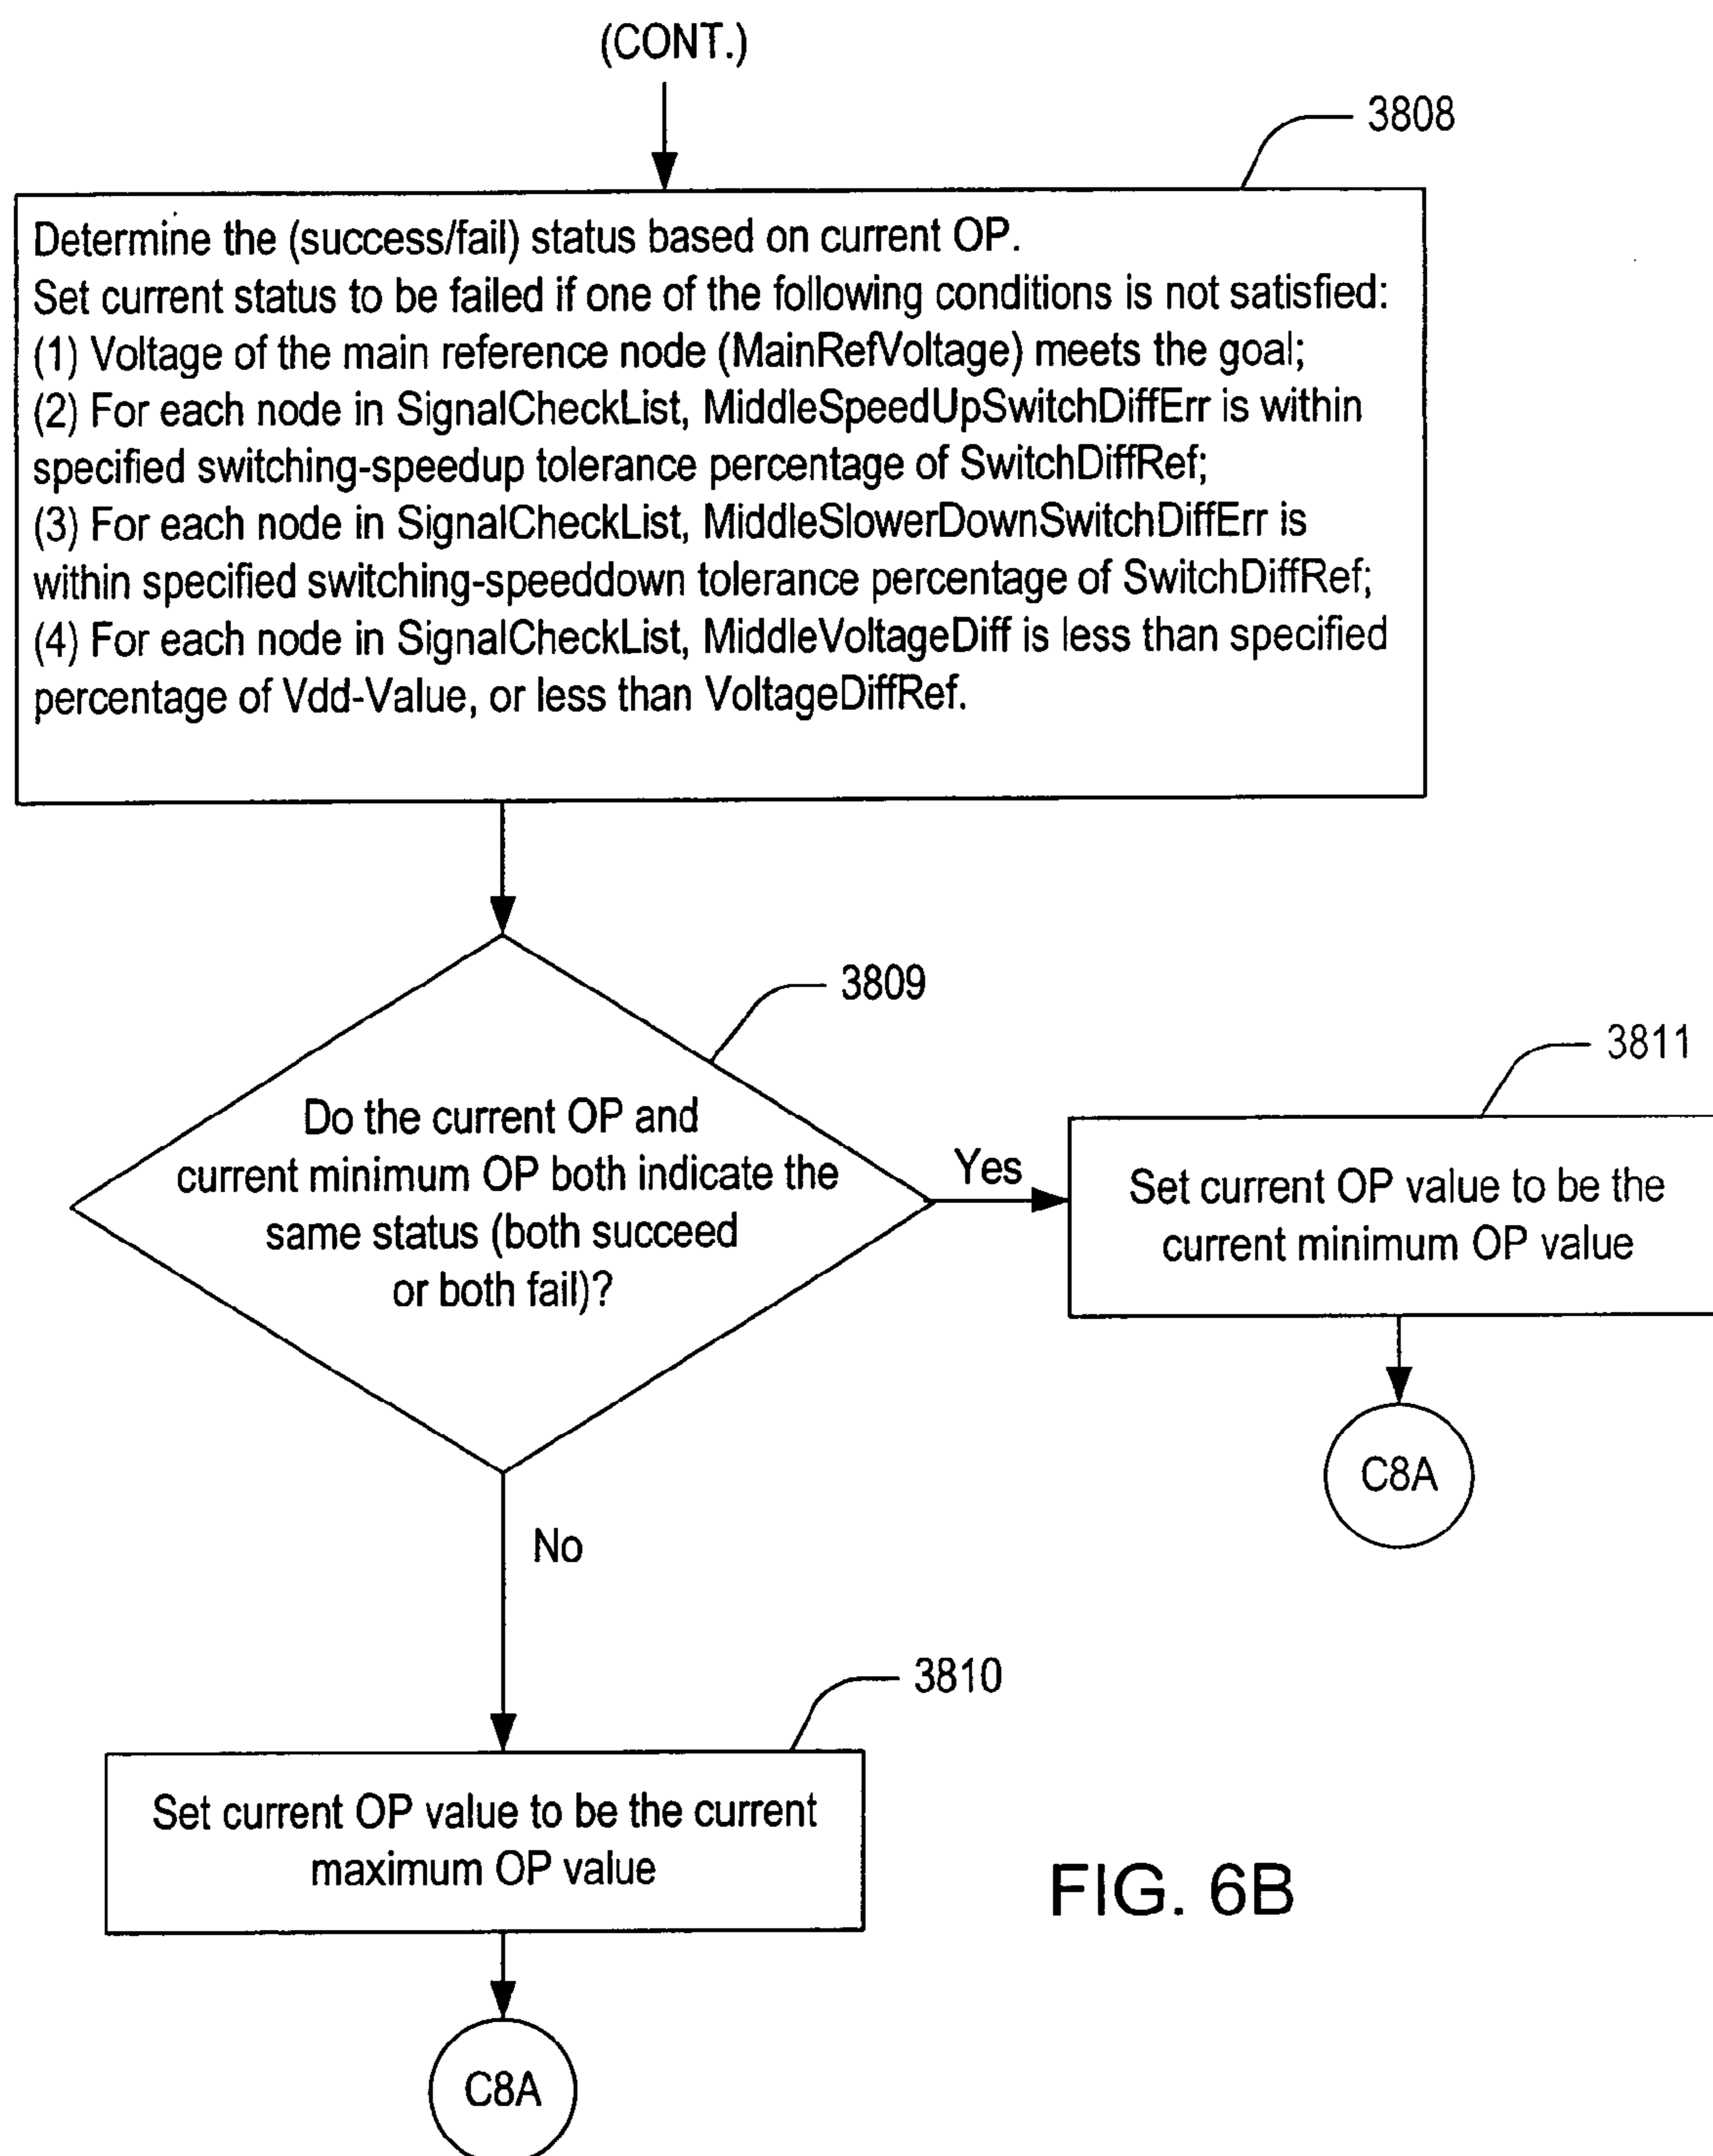 (CONT.)
3808
Determine the (success/fail) status based on current OP.
Set current status to be failed if one of the following conditions is not satisfied:
(1) Voltage of the main reference node (MainRefVoltage) meets the goal;
(2) For each node in SignalCheckList, MiddleSpeedUpSwitchDiffErr is within
specified switching-speedup tolerance percentage of SwitchDiffRef;
(3) For each node in SignalCheckList, MiddleSlowerDownSwitchDiffErr is
within specified switching-speeddown tolerance percentage of SwitchDiffRef;
(4) For each node in SignalCheckList, MiddleVoltageDiff is less than specified
percentage of Vdd-Value, or less than VoltageDiffRef.
3809
Do the current OP and
current minimum OP both indicate the
same status (both succeed
or both fail)?
Yes
3811
Set current OP value to be the
current minimum OP value
C8A
No
3810
Set current OP value to be the current
maximum OP value
C8A
FIG. 6B